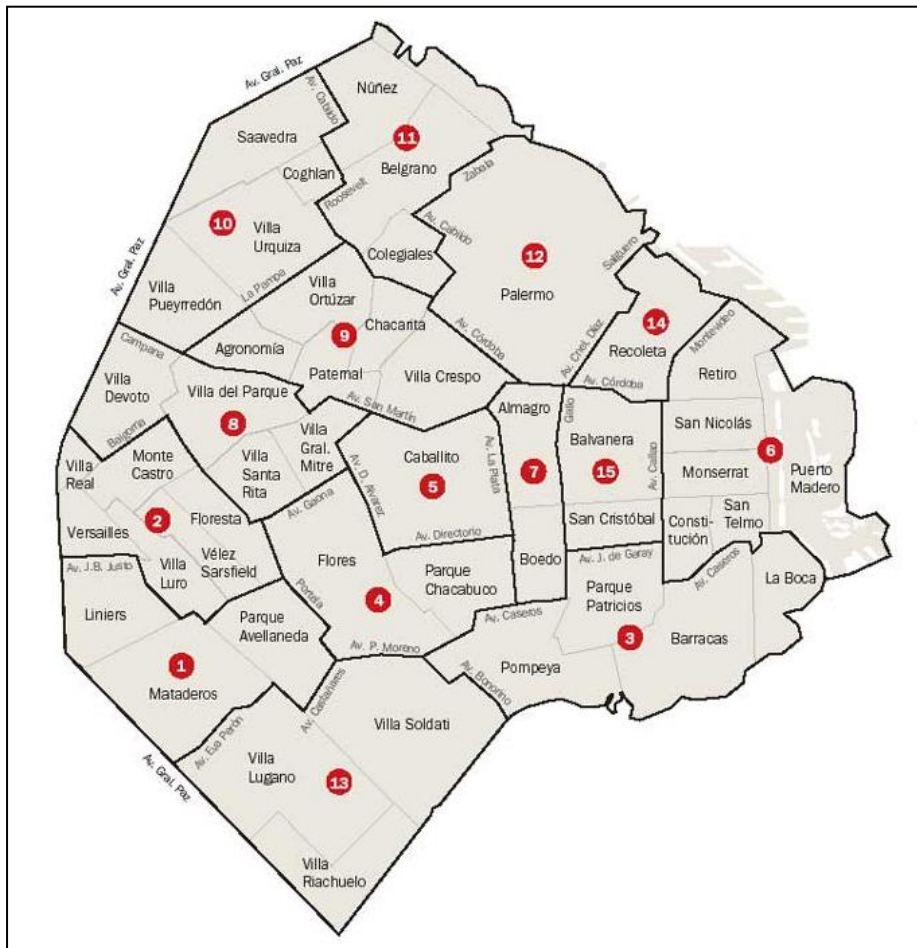 Av. Gral. Paz
Av. Cabildo
Núñez
Saavedra
11
Coghlan
Belgrano
Roosevelt
Zabala
10
Villa
Urquiza
Av. Cabildo
Colegiales
12
Palermo
Salguero
Av. Gral. Paz
La Pampa
Villa
Pueyrredón
Villa
Ortúzar
Chacarita
9
Agronomía
Paternal
Av. Córdoba
Villa Crespo
Av. Cnel. Díaz
14
Recoleta
Montevideo
Av. Córdoba
Retiro
Campana
Villa
Devoto
Villa del Parque
8
Baigorria
Av. San Martín
Almagro
Gallo
Balvanera
15
Av. Callao
San Nicolás
6
Monserrat
Puerto
Madero
Villa
Real
Monte
Castro
Villa
Santa
Rita
Villa
Gral.
Mitre
Av. D. Alvarez
Caballito
5
Av. La Plata
7
2
Floresta
Av. Gaona
Versailles
Av. Directorio
San Cristóbal
Consti-
tución
San
Telmo
Av. J.B. Justo
Villa
Luro
Vélez
Sarsfield
Flores
4
Portela
Parque
Chacabuco
Boedo
Av. J. de Garay
Av. Caseros
La Boca
Liniers
Parque
Avellaneda
Av. P. Moreno
Av. Caseros
Parque
Patricios
3
Barracas
1
Mataderos
Pompeya
Av. Bonorino
Av. Castañares
Av. Eva Perón
Villa Soldati
Av. Gral. Paz
Villa
Lugano
13
Villa
Riachuelo